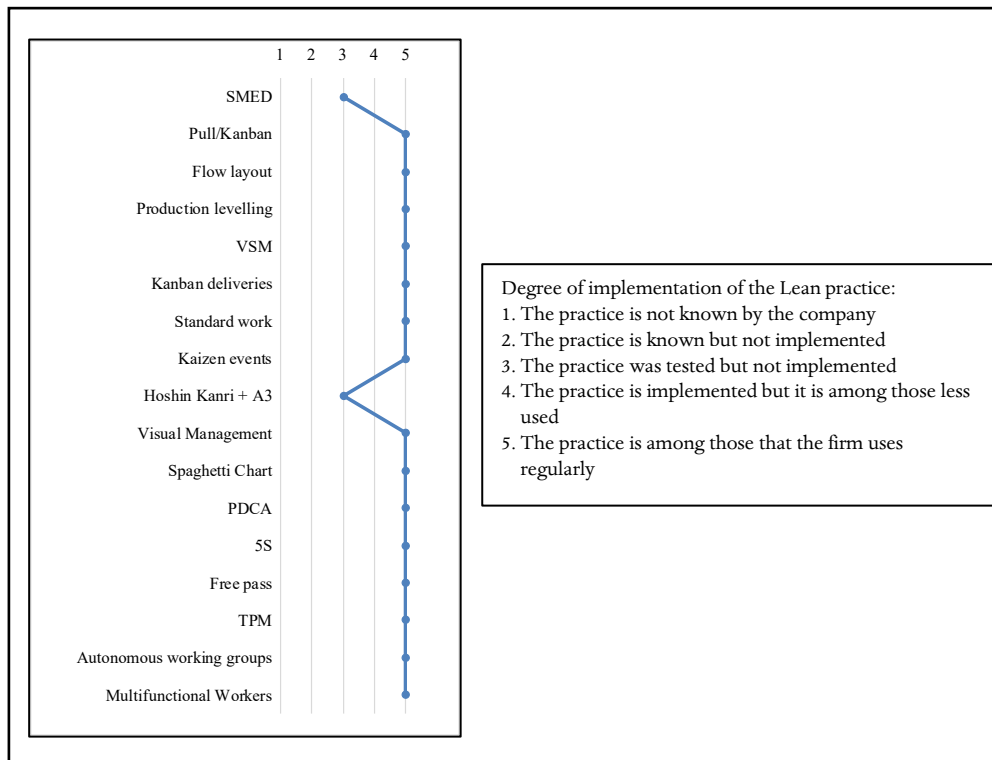 1 2 3 4 5
SMED
Pull/Kanban
Flow layout
Production levelling
VSM
Kanban deliveries
Standard work
Kaizen events
Hoshin Kanri + A3
Visual Management
Spaghetti Chart
PDCA
5S
Free pass
TPM
Autonomous working groups
Multifunctional Workers
Degree of implementation of the Lean practice:
1. The practice is not known by the company
2. The practice is known but not implemented
3. The practice was tested but not implemented
4. The practice is implemented but it is among those less
used
5. The practice is among those that the firm uses
regularly